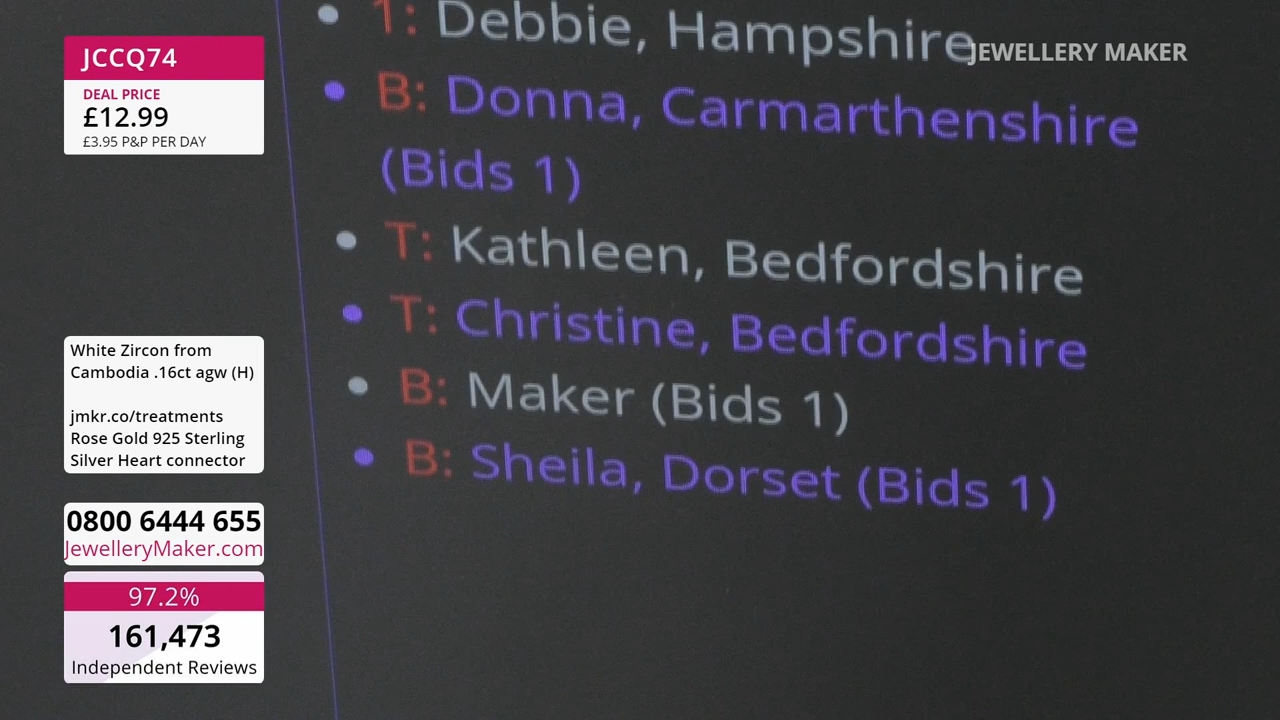 JCCQ74
DEAL PRICE
£12.99
£3.95 P&P PER DAY
White Zircon from
Cambodia .16ct agw (H)
jmkr.co/treatments
Rose Gold 925 Sterling
Silver Heart connector
0800 6444 655
JewelleryMaker.com
97.2%
161,473
Independent Reviews
JEWELLERY MAKER
1: Debbie, Hampshire
B: Donna, Carmarthenshire
(Bids 1)
T: Kathleen, Bedfordshire
T: Christine, Bedfordshire
B: Maker (Bids 1)
B: Sheila, Dorset (Bids 1)